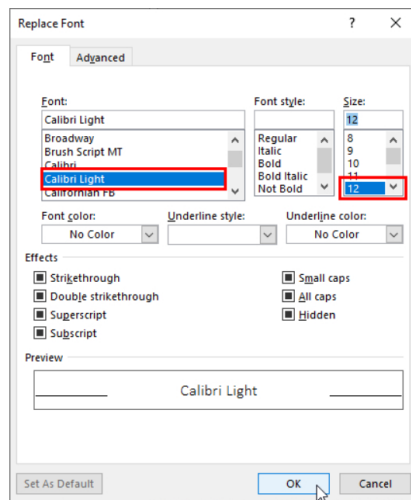 Replace Font ? ×
Font Advanced
Font: Font style: Size:
Calibri Light 12
Broadway Regular 8
Brush Script MT Italic 9
Calibri Bold 10
Calibri Light Bold Italic 11
Californian FB Not Bold 12
Font color: Underline style: Underline color:
No Color No Color
Effects
Strikethrough Small caps
Double strikethrough All caps
Superscript Hidden
Subscript
Preview
Calibri Light
Set As Default OK Cancel